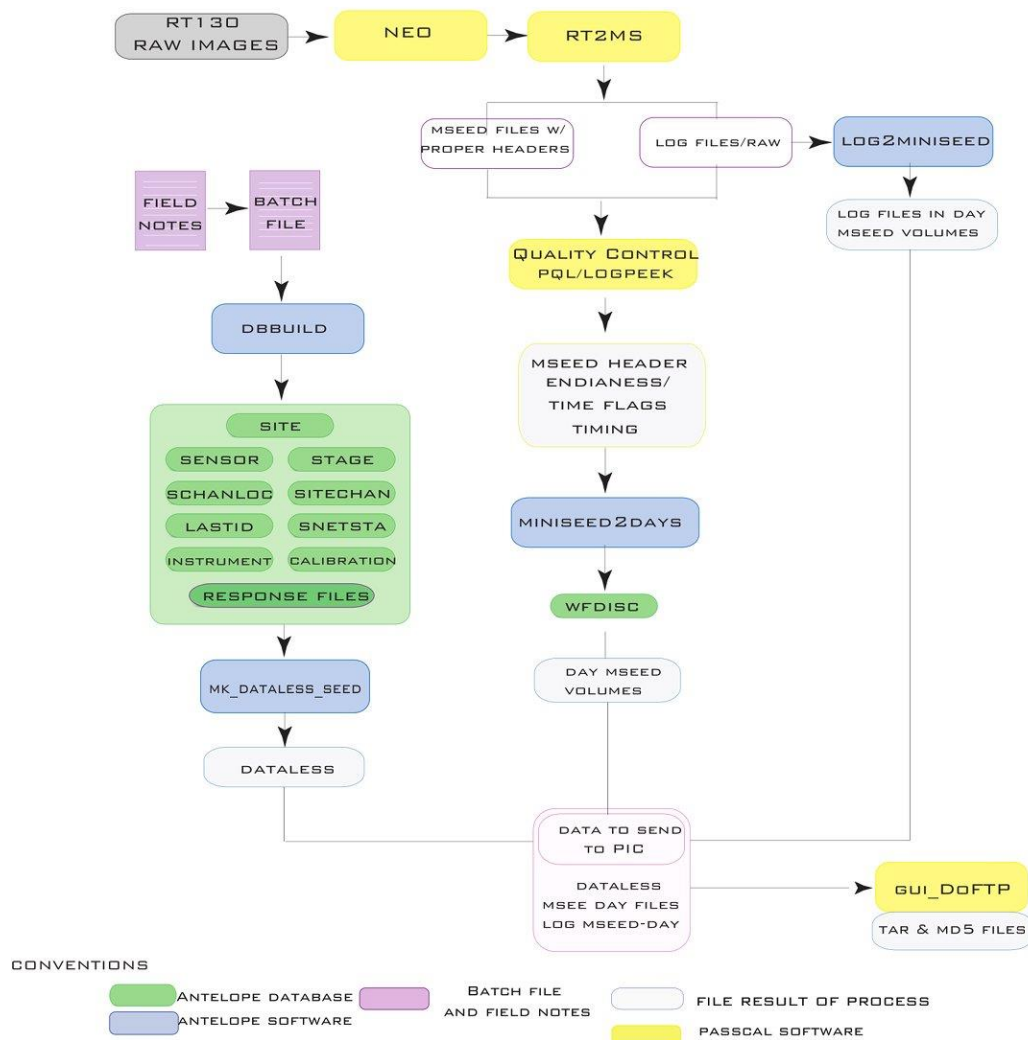 RT130
RAW IMAGES
NEO
RT2MS
MSEED FILES W/
PROPER HEADERS
LOG FILES/RAW
LOG2MINISEED
FIELD
NOTES
BATCH
FILE
LOG FILES IN DAY
MSEED VOLUMES
QUALITY CONTROL
PQL/LOGPEEK
DBBUILD
MSEED HEADER
ENDIANESS/
TIME FLAGS
TIMING
SITE
SENSOR
STAGE
SCHANLOC
SITECHAN
LASTID
SNETSTA
INSTRUMENT
CALIBRATION
RESPONSE FILES
MINISEED2DAYS
WFDISC
MK_DATALESS_SEED
DAY MSEED
VOLUMES
DATALESS
DATA TO SEND
TO PIC
DATALESS
MSEE DAY FILES
LOG MSEED-DAY
GUI_DOFTP
TAR & MD5 FILES
CONVENTIONS
ANTELOPE DATABASE
ANTELOPE SOFTWARE
BATCH FILE
AND FIELD NOTES
FILE RESULT OF PROCESS
PASSCAL SOFTWARE